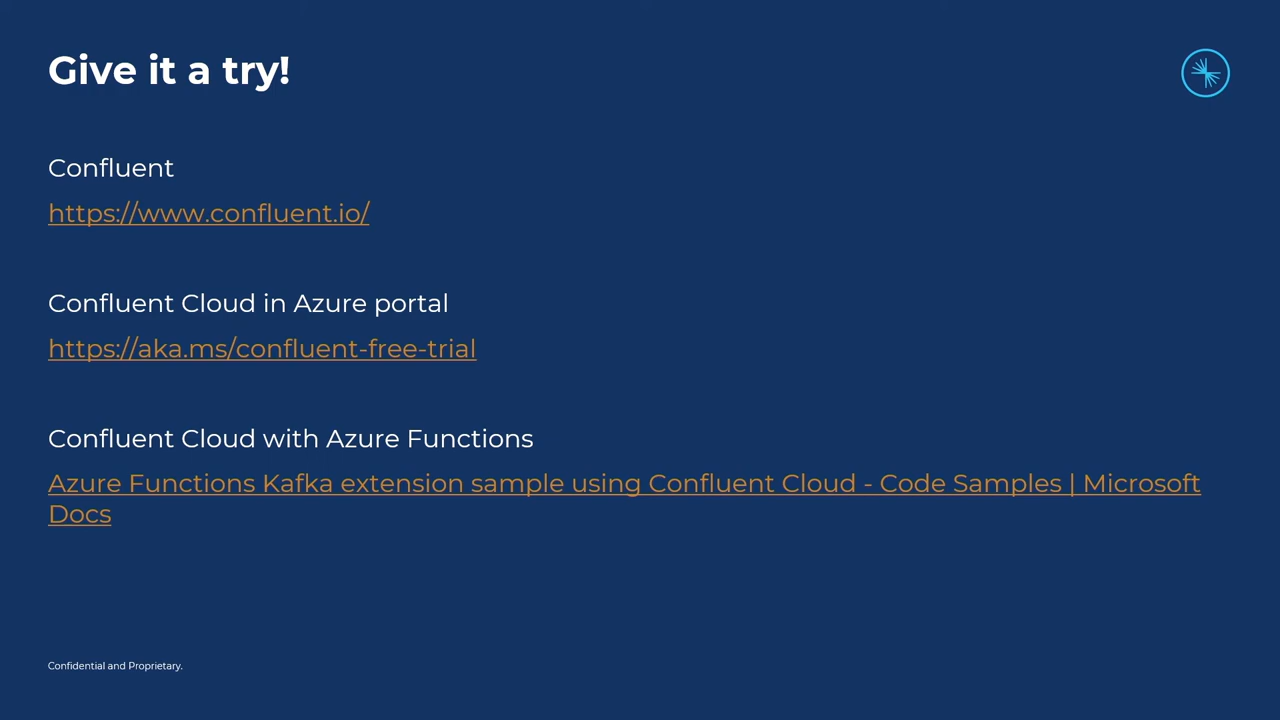 Give it a try!
Confluent
https://www.confluent.io/
Confluent Cloud in Azure portal
https://aka.ms/confluent-free-trial
Confluent Cloud with Azure Functions
Azure Functions Kafka extension sample using Confluent Cloud - Code Samples | Microsoft
Docs
Confidential and Proprietary.